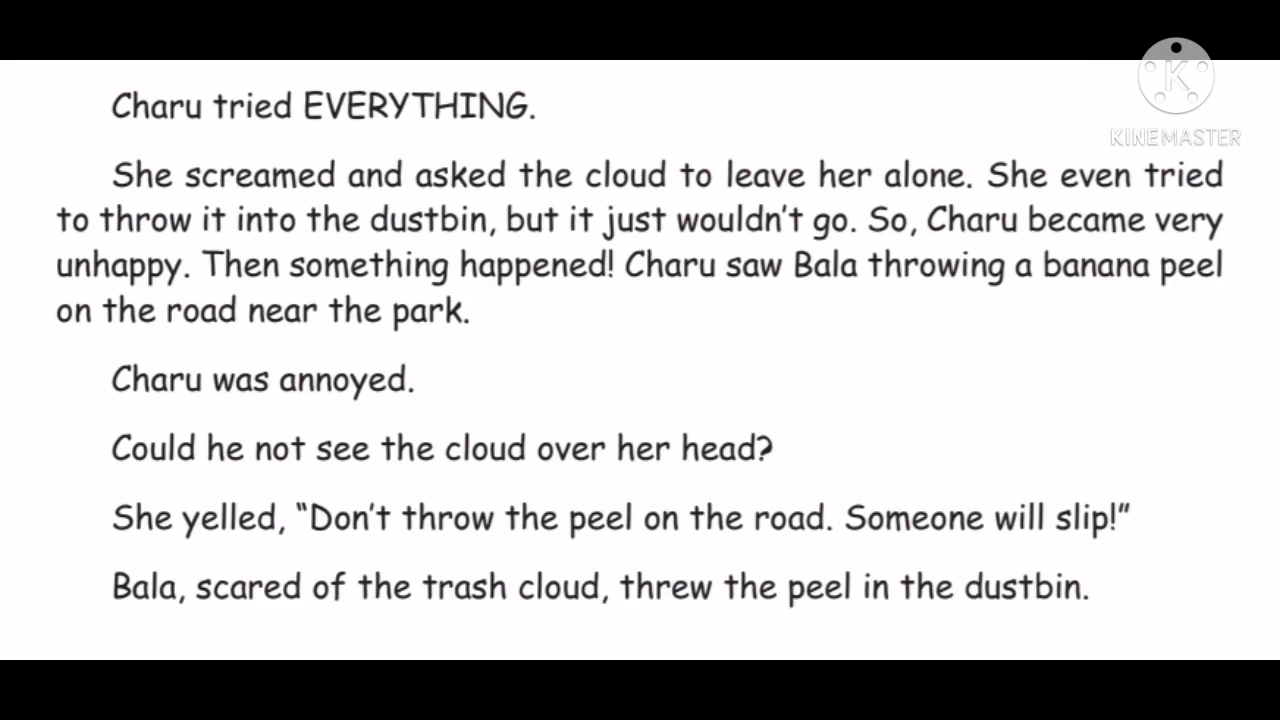 Charu tried EVERYTHING.
She screamed and asked the cloud to leave her alone. She even tried
to throw it into the dustbin, but it just wouldn't go. So, Charu became very
unhappy. Then something happened! Charu saw Bala throwing a banana peel
on the road near the park.
Charu was annoyed.
Could he not see the cloud over her head?
She yelled, “Don't throw the peel on the road. Someone will slip!”
Bala, scared of the trash cloud, threw the peel in the dustbin.
K
KINEMASTER